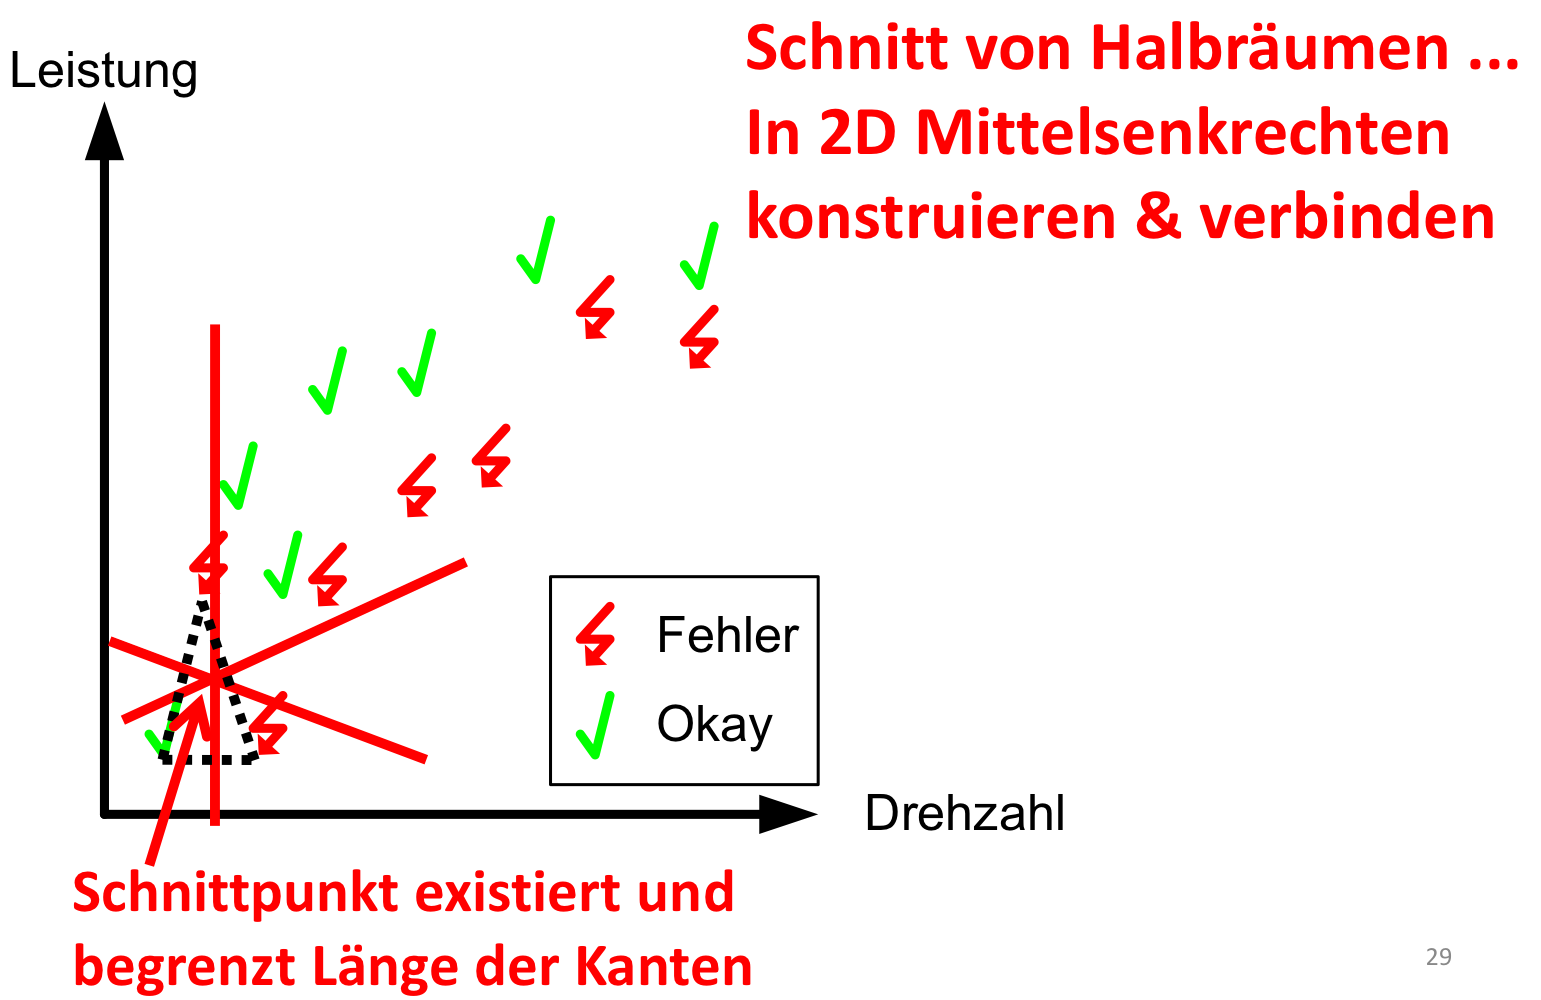 Schnitt von Halbräumen ...
In 2D Mittelsenkrechten
konstruieren & verbinden
Leistung
Fehler
Okay
Drehzahl
Schnittpunkt existiert und
begrenzt Länge der Kanten
29